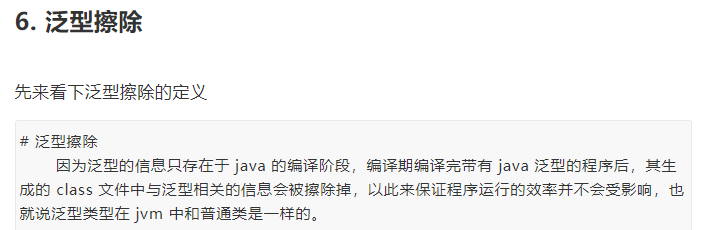 6. 泛型擦除
先来看下泛型擦除的定义
# 泛型擦除
因为泛型的信息只存在于 java 的编译阶段，编译期编译完带有 java 泛型的程序后，其生
成的 class 文件中与泛型相关的信息会被擦除掉，以此来保证程序运行的效率并不会受影响，也
就说泛型类型在 jvm 中和普通类是一样的。